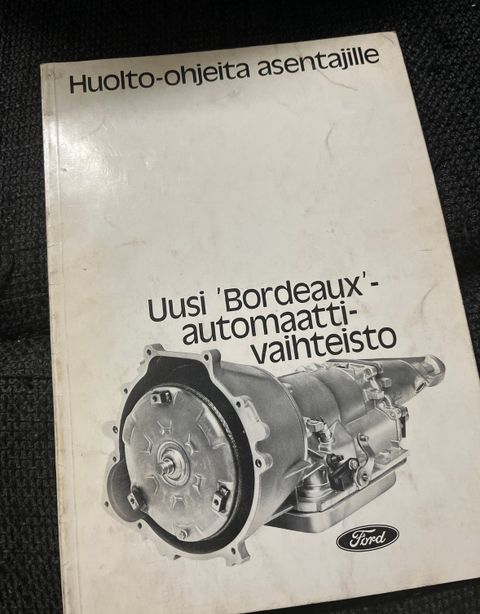 Huolto-ohjeita asentajille
Uusi 'Bordeaux'-
automaatti-
vaihteisto
Ford